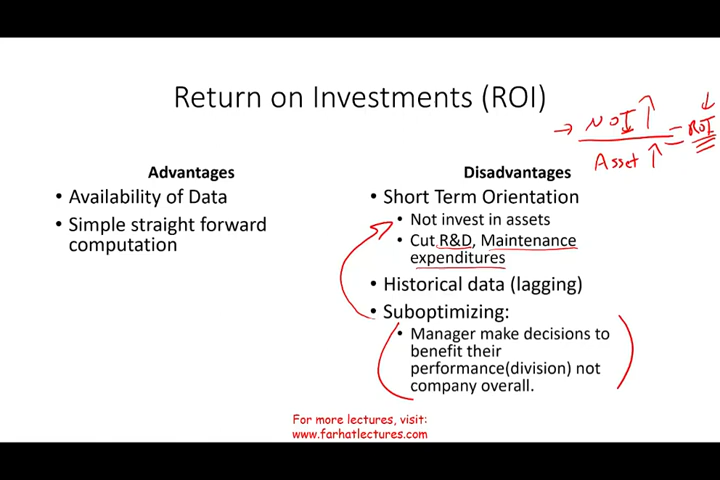 Return on Investments (ROI)
→ NOI ↑ = ROI ↓
Asset ↑
Advantages
• Availability of Data
• Simple straight forward
computation
Disadvantages
• Short Term Orientation
• Not invest in assets
• Cut R&D, Maintenance
expenditures
• Historical data (lagging)
• Suboptimizing:
• Manager make decisions to
benefit their
performance(division) not
company overall.
For more lectures, visit:
www.farhatlectures.com